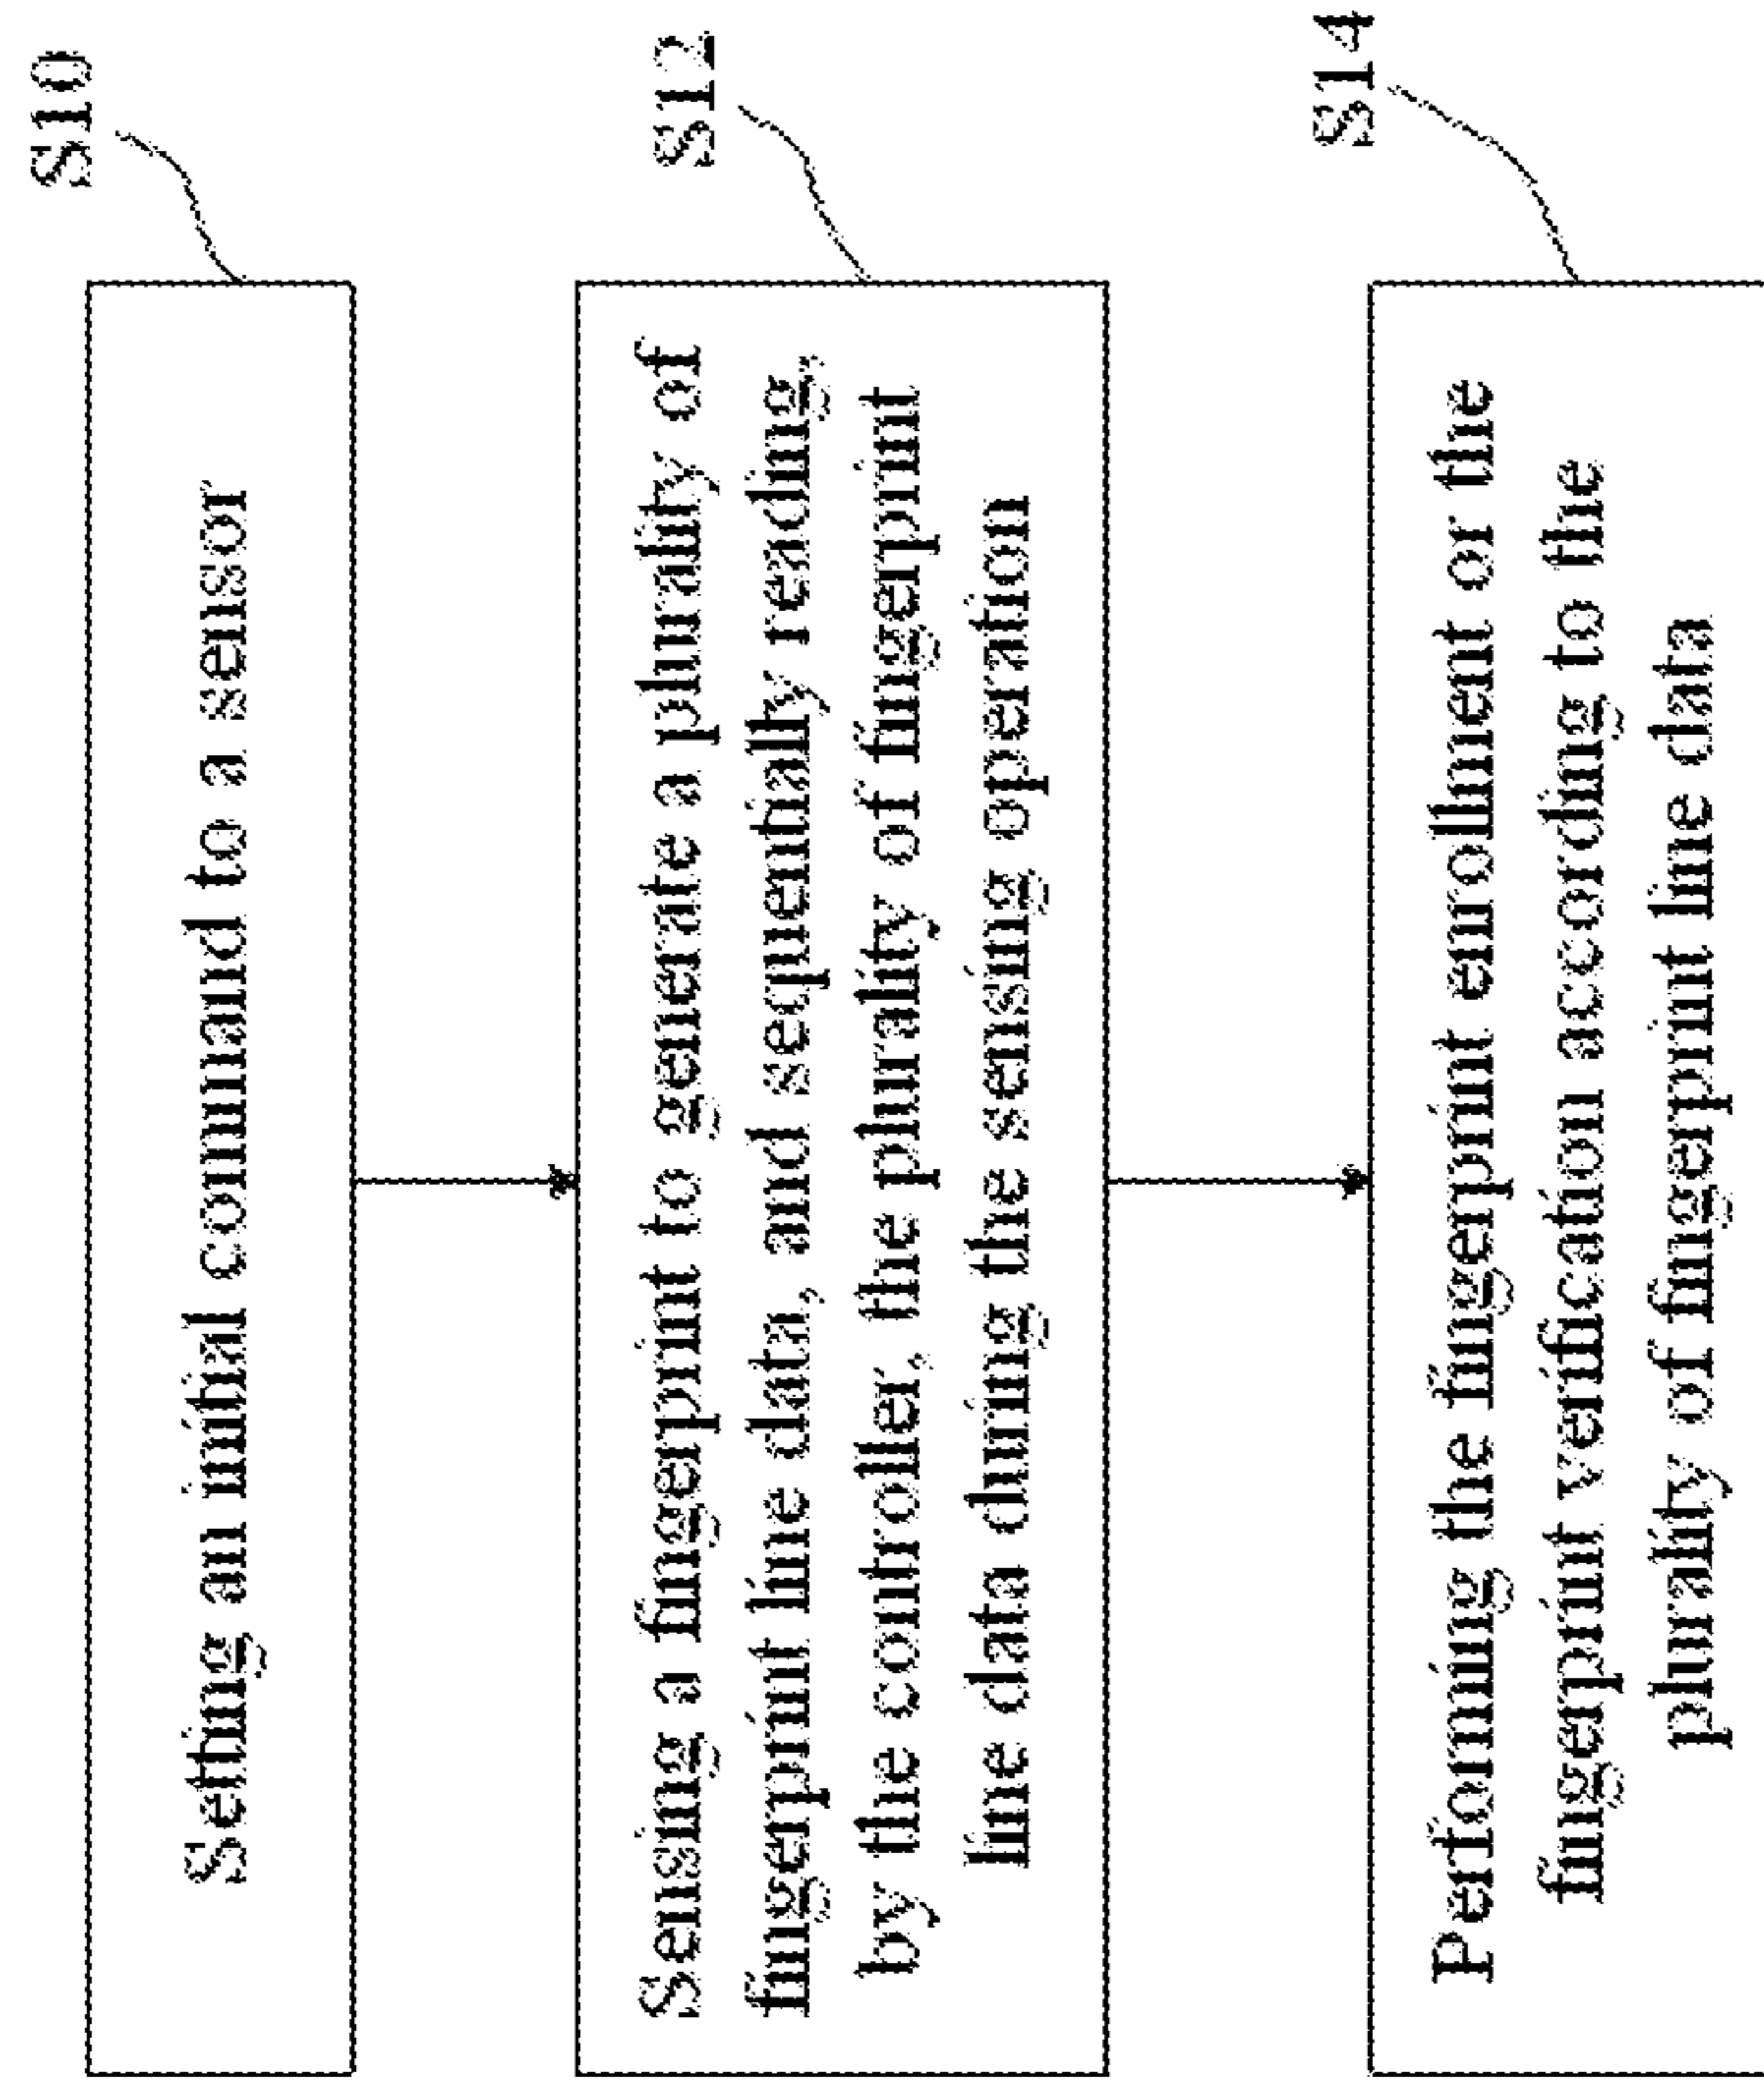 S10
Setting an initial command to a sensor
S12
Sensing a fingerprint to generate a plurality of
fingerprint line data, and sequentially reading,
by the controller, the plurality of fingerprint
line data during the sensing operation
S14
Performing the fingerprint enrollment or the
fingerprint verification according to the
plurality of fingerprint line data